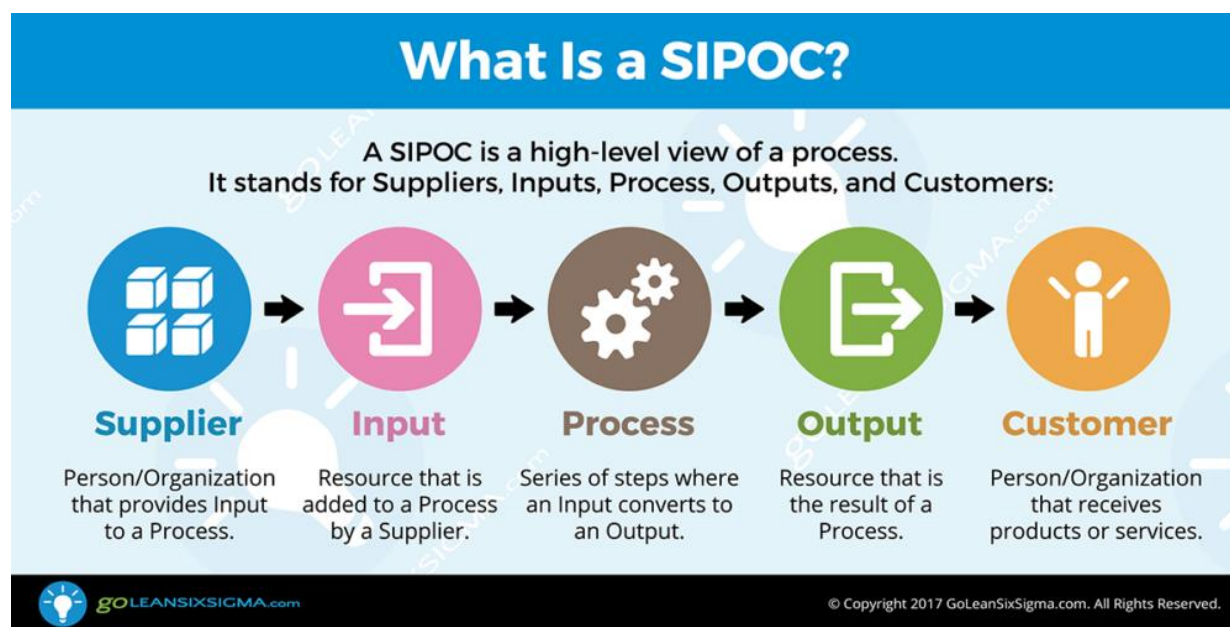 What Is a SIPOC?
A SIPOC is a high-level view of a process.
It stands for Suppliers, Inputs, Process, Outputs, and Customers:
Supplier
Person/Organization
that provides Input
to a Process.
Input
Resource that is
added to a Process
by a Supplier.
Process
Series of steps where
an Input converts to
an Output.
Output
Resource that is
the result of a
Process.
Customer
Person/Organization
that receives
products or services.
goLEANSIXSIGMA.com
© Copyright 2017 GoLeanSixSigma.com. All Rights Reserved.